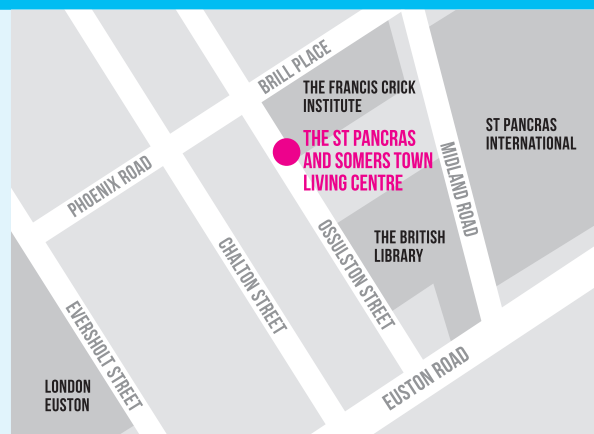 BRILL PLACE
THE FRANCIS CRICK
INSTITUTE
ST PANCRAS
INTERNATIONAL
THE ST PANCRAS
AND SOMERS TOWN
LIVING CENTRE
MIDLAND ROAD
PHOENIX ROAD
OSSULSTON STREET
THE BRITISH
LIBRARY
CHALTON STREET
EVERSHOLT STREET
EUSTON ROAD
LONDON
EUSTON